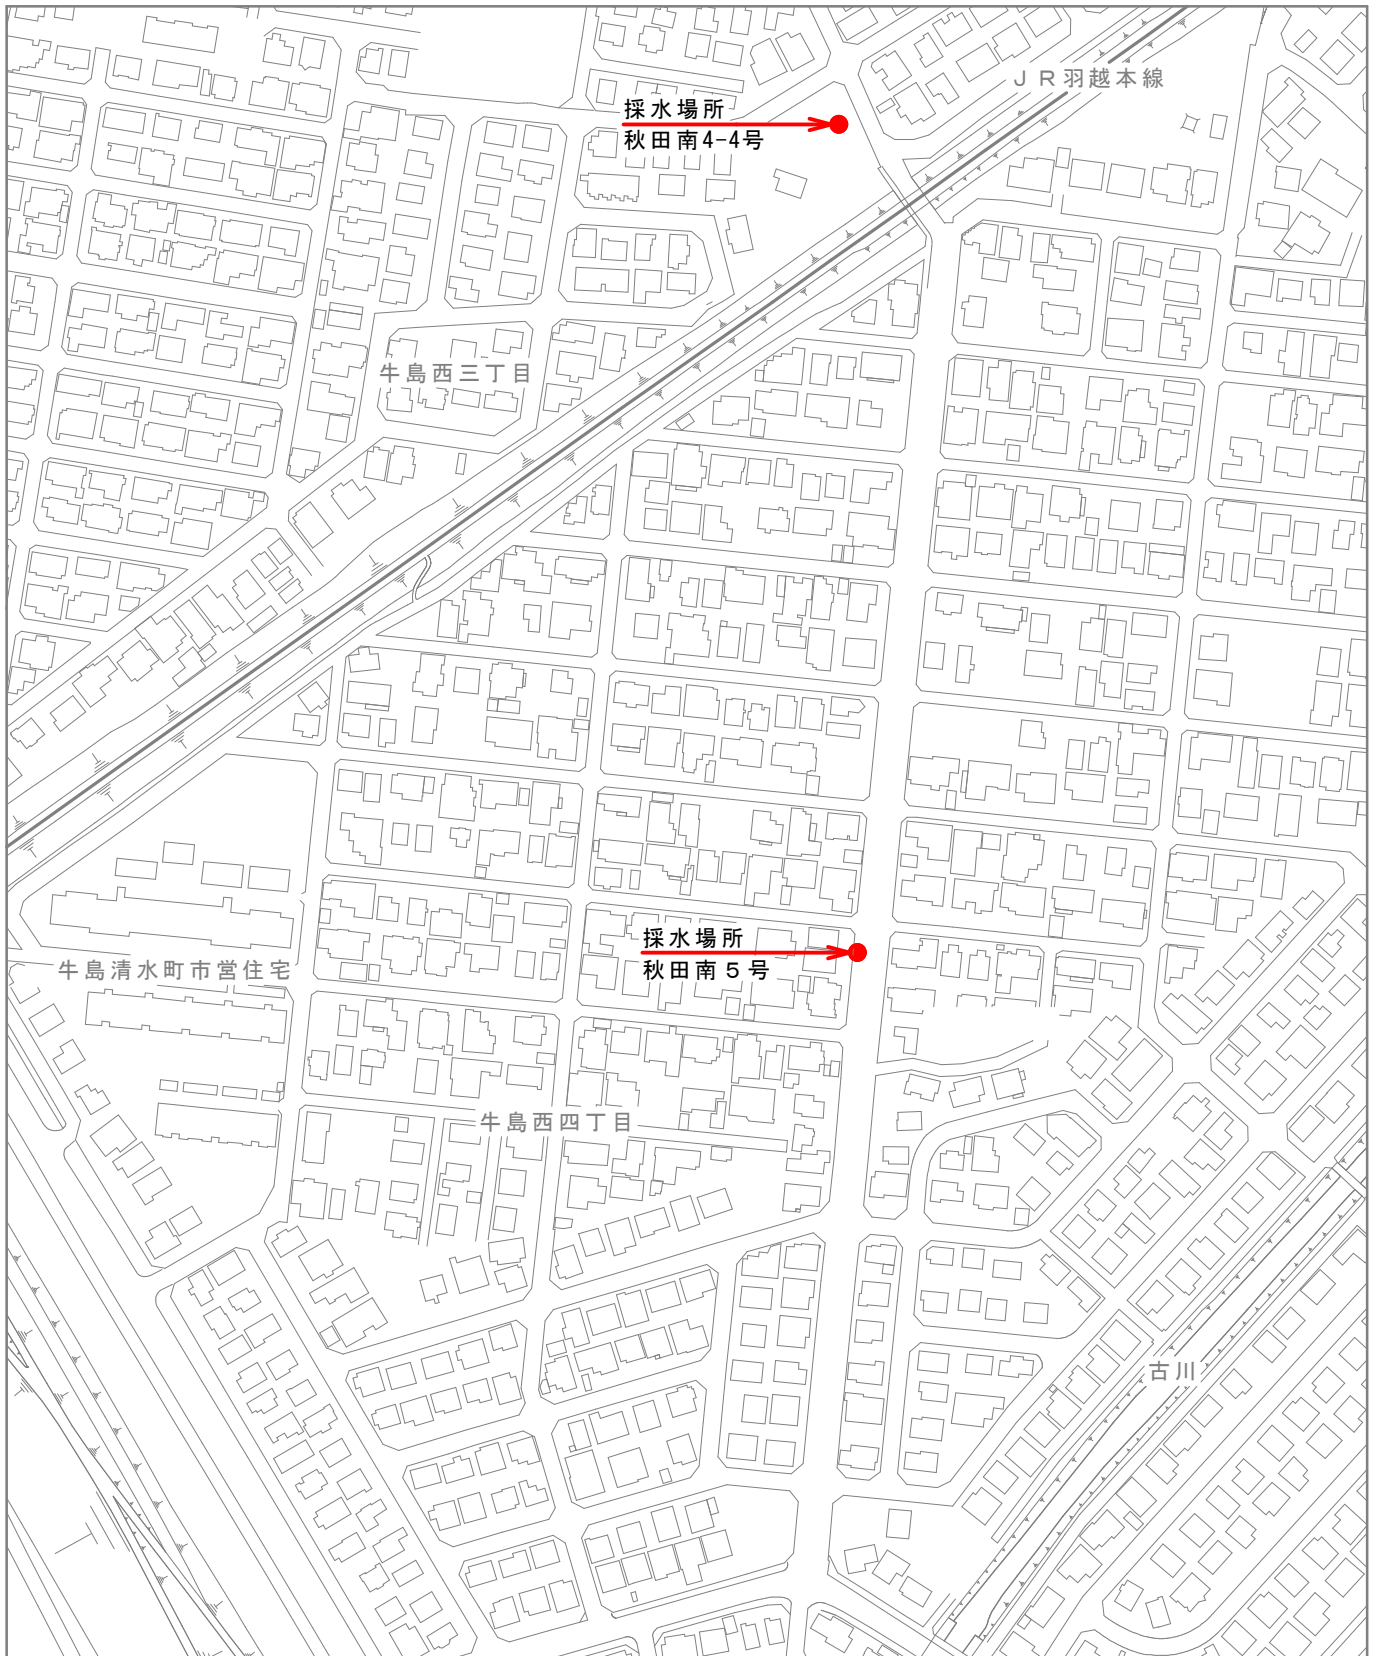 ＪＲ羽越本線
採水場所
秋田南4-4号
牛島西三丁目
採水場所
秋田南５号
牛島清水町市営住宅
牛島西四丁目
古川